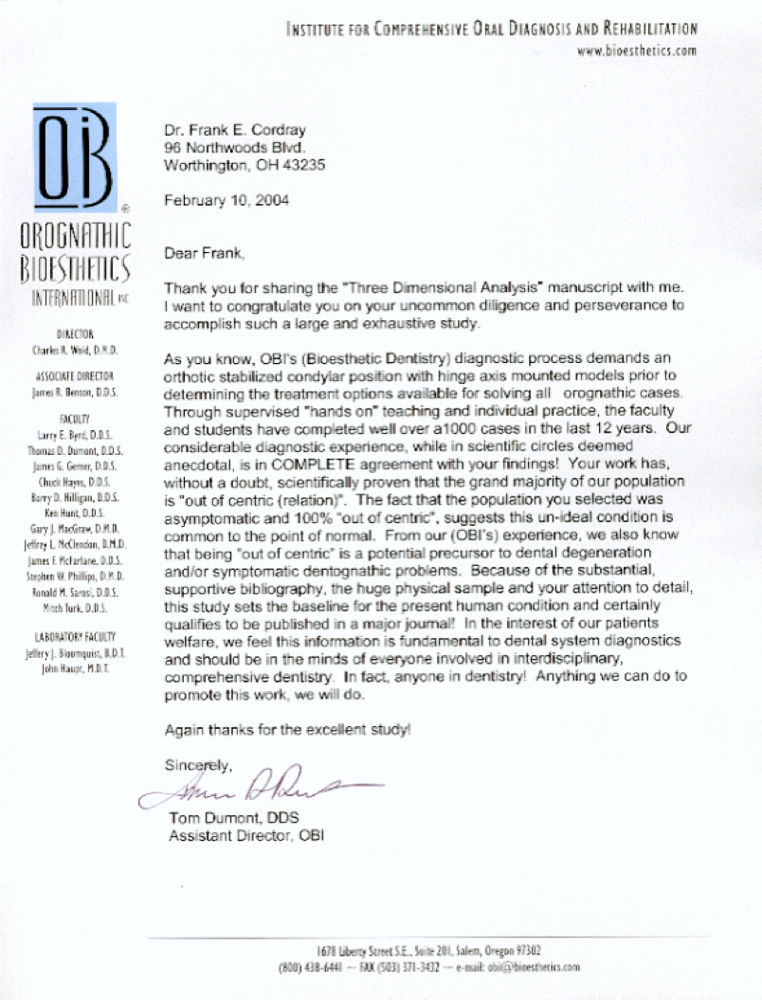 INSTITUTE FOR COMPREHENSIVE ORAL DIAGNOSIS AND REHABILITATION
www.bioesthetics.com
OB
®
OROGNATHIC
BIOESTHETICS
INTERNATIONAL INC
DIRECTOR
Charles R. Wold, D.M.D.
ASSOCIATE DIRECTOR
James R. Benson, D.D.S.
FACULTY
Larry E. Byrd, D.D.S.
Thomas D. Dumont, D.D.S.
James G. Gerner, D.D.S.
Chuck Hayes, D.D.S.
Barry D. Hilligan, D.D.S.
Ken Hunt, D.D.S.
Gary J. MacGraw, D.M.D.
Jeffrey L. McClendon, D.M.D.
James F. McFarlane, D.D.S.
Stephen W. Phillips, D.M.D.
Ronald M. Sarosi, D.D.S.
Mitch Turk, D.D.S.
LABORATORY FACULTY
Jeffery J. Bloomquist, B.D.T.
John Haupt, M.D.T.
Dr. Frank E. Cordray
96 Northwoods Blvd.
Worthington, OH 43235
February 10, 2004
Dear Frank,
Thank you for sharing the "Three Dimensional Analysis" manuscript with me.
I want to congratulate you on your uncommon diligence and perseverance to
accomplish such a large and exhaustive study.
As you know, OBI's (Bioesthetic Dentistry) diagnostic process demands an
orthotic stabilized condylar position with hinge axis mounted models prior to
determining the treatment options available for solving all orognathic cases.
Through supervised "hands on" teaching and individual practice, the faculty
and students have completed well over a1000 cases in the last 12 years. Our
considerable diagnostic experience, while in scientific circles deemed
anecdotal, is in COMPLETE agreement with your findings! Your work has,
without a doubt, scientifically proven that the grand majority of our population
is "out of centric (relation)". The fact that the population you selected was
asymptomatic and 100% "out of centric", suggests this un-ideal condition is
common to the point of normal. From our (OBI's) experience, we also know
that being "out of centric" is a potential precursor to dental degeneration
and/or symptomatic dentognathic problems. Because of the substantial,
supportive bibliography, the huge physical sample and your attention to detail,
this study sets the baseline for the present human condition and certainly
qualifies to be published in a major journal! In the interest of our patients
welfare, we feel this information is fundamental to dental system diagnostics
and should be in the minds of everyone involved in interdisciplinary,
comprehensive dentistry. In fact, anyone in dentistry! Anything we can do to
promote this work, we will do.
Again thanks for the excellent study!
Sincerely,
Tom Dumont, DDS
Assistant Director, OBI
1678 Liberty Street S.E., Suite 201, Salem, Oregon 97302
(800) 438-6441 — FAX (503) 371-3432 — e-mail: obi@bioesthetics.com